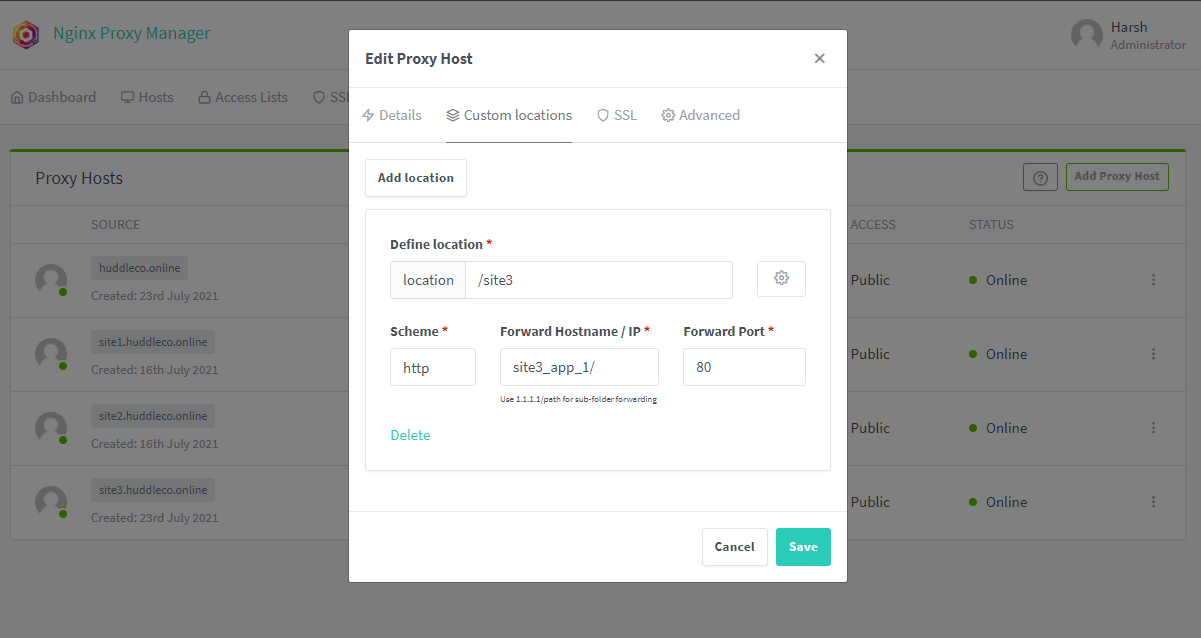 Nginx Proxy Manager
Harsh
Administrator
Dashboard Hosts Access Lists SSL
Edit Proxy Host ×
Details Custom locations SSL Advanced
Add location
Proxy Hosts Add Proxy Host
SOURCE ACCESS STATUS
Define location *
location /site3
Scheme * Forward Hostname / IP * Forward Port *
http site3_app_1/ 80
Use 1.1.1.1/path for sub-folder forwarding
Delete
Cancel Save
huddleco.online
Created: 23rd July 2021
Public Online
site1.huddleco.online
Created: 16th July 2021
Public Online
site2.huddleco.online
Created: 16th July 2021
Public Online
site3.huddleco.online
Created: 23rd July 2021
Public Online